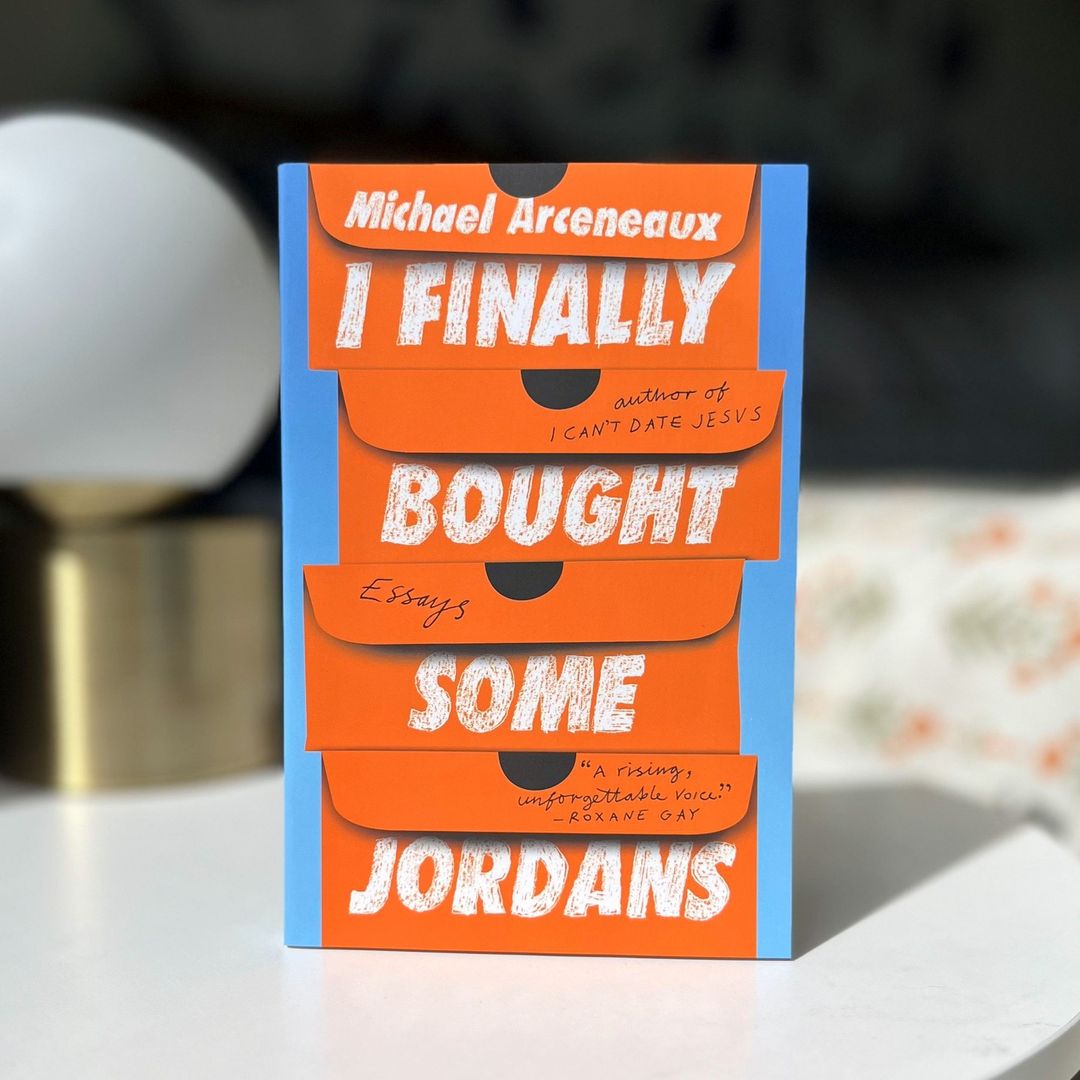 Michael Arceneaux
I FINALLY
author of
I CAN'T DATE JESUS
BOUGHT
Essays
SOME
"A rising,
unforgettable voice."
—ROXANE GAY
JORDANS